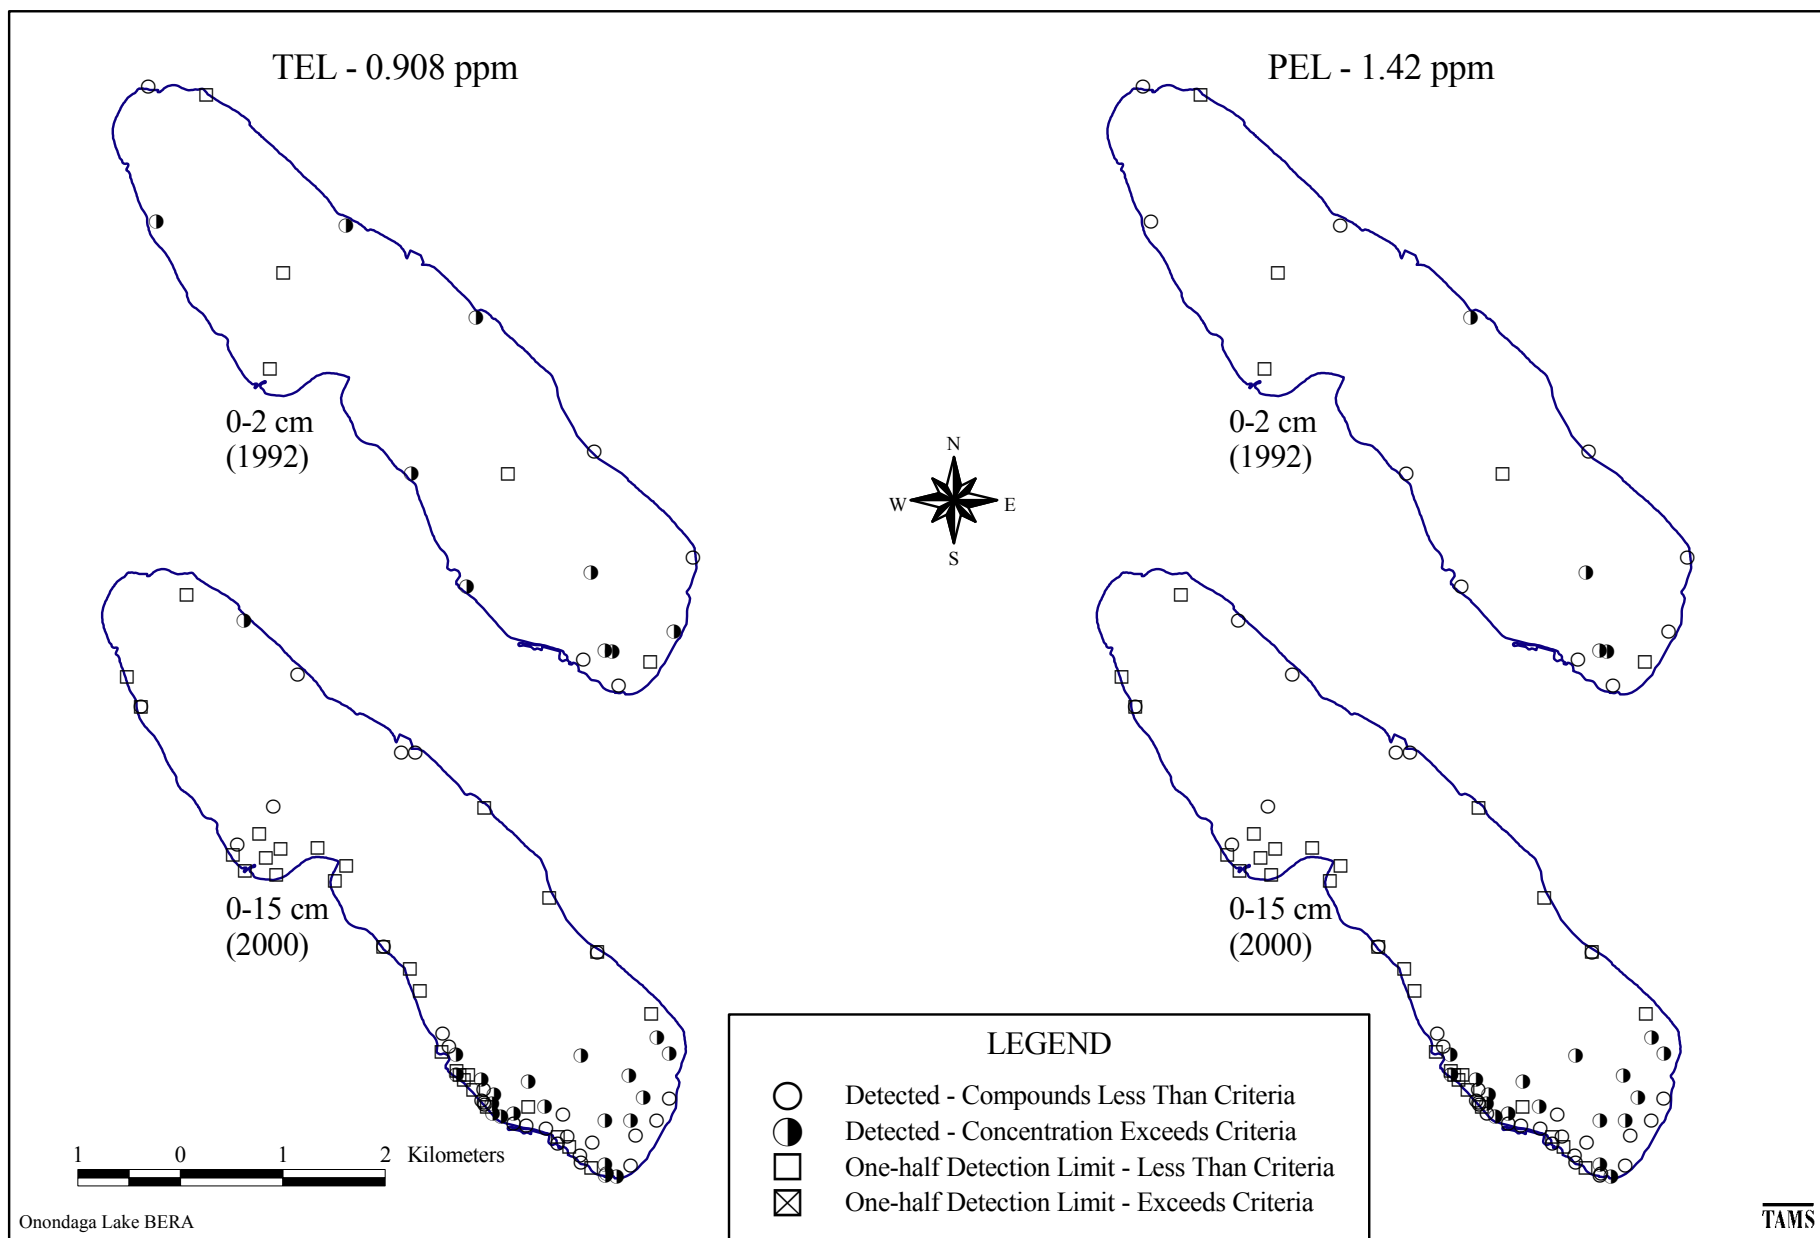 TEL - 0.908 ppm
PEL - 1.42 ppm
0-2 cm
(1992)
0-2 cm
(1992)
N
W
E
S
0-15 cm
(2000)
0-15 cm
(2000)
LEGEND
Detected - Compounds Less Than Criteria
Detected - Concentration Exceeds Criteria
One-half Detection Limit - Less Than Criteria
One-half Detection Limit - Exceeds Criteria
1 0 1 2 Kilometers
Onondaga Lake BERA
TAMS